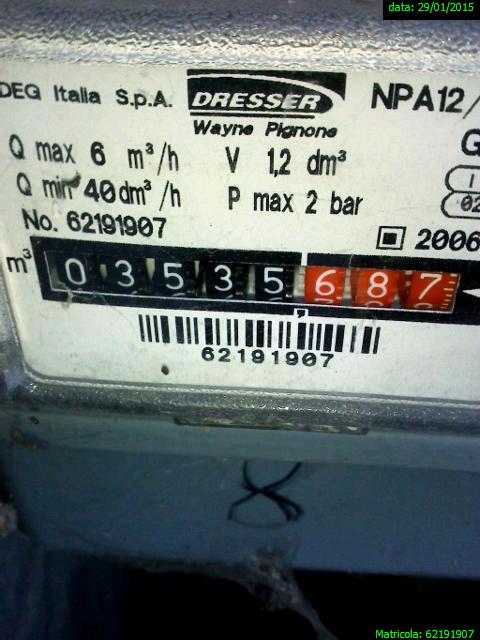 data: 29/01/2015
DEG Italia S.p.A.
DRESSER
NPA12/
Wayne Pignone
G
Q max 6 m³/h
V 1,2 dm³
Q min 40dm³/h
P max 2 bar
No. 62191907
2006
m³
03535687
62191907
Matricola: 62191907